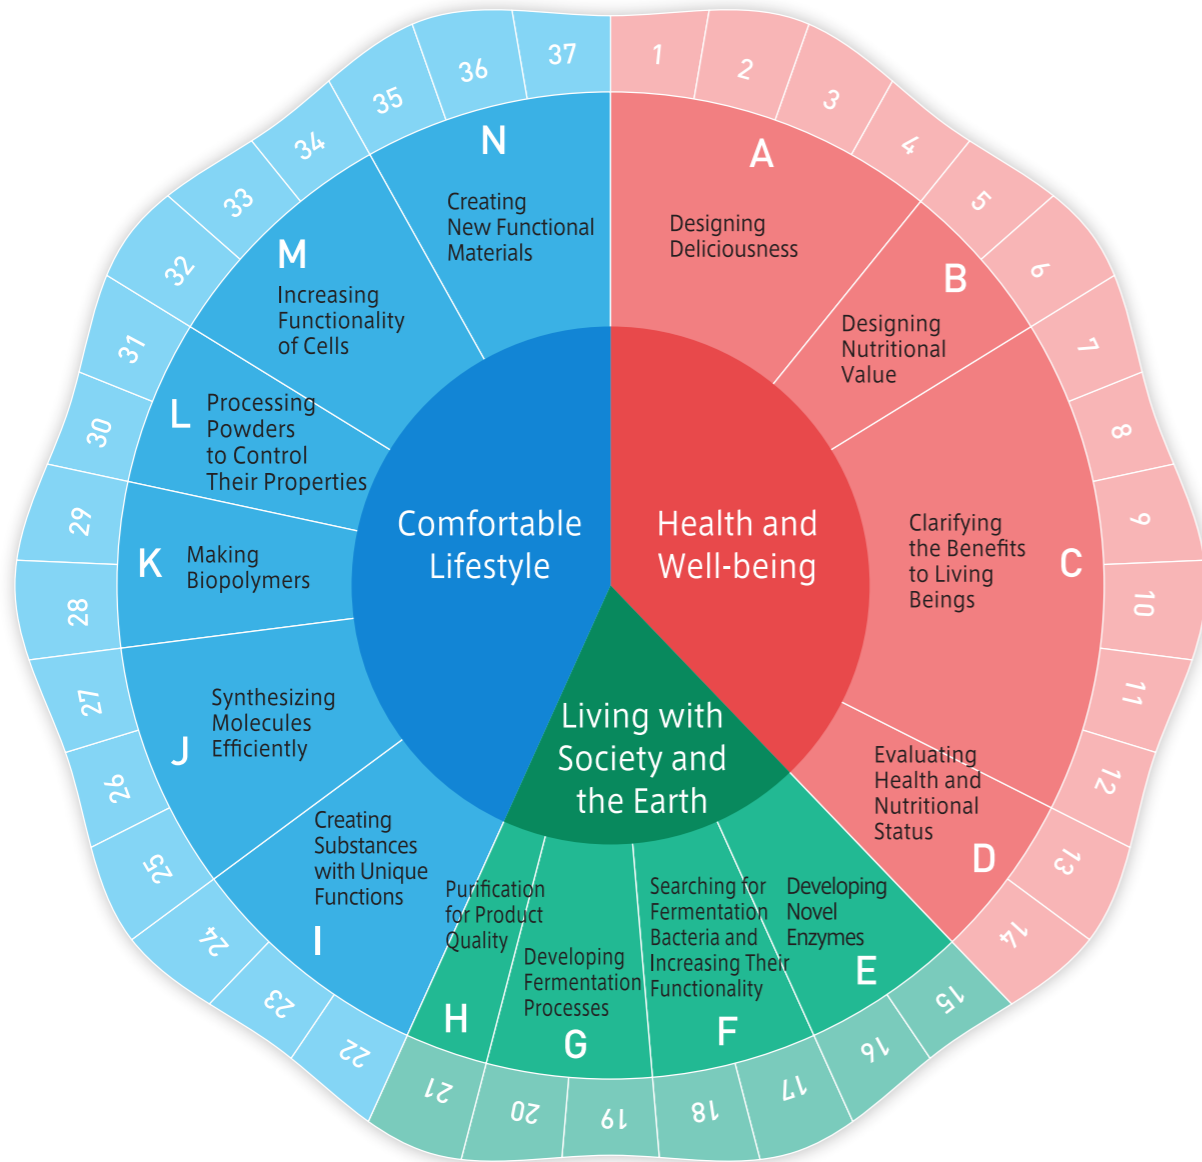 Health and
Well-being
A
Designing
Deliciousness
1
2
3
4
B
Designing
Nutritional
Value
5
6
C
Clarifying
the Benefits
to Living
Beings
7
8
9
10
11
12
D
Evaluating
Health and
Nutritional
Status
13
14
Living with
Society and
the Earth
E
Developing
Novel
Enzymes
15
16
F
Searching for
Fermentation
Bacteria and
Increasing Their
Functionality
17
18
G
Developing
Fermentation
Processes
19
20
H
Purification
for Product
Quality
21
Comfortable
Lifestyle
I
Creating
Substances
with Unique
Functions
22
23
24
J
Synthesizing
Molecules
Efficiently
25
26
27
K
Making
Biopolymers
28
29
L
Processing
Powders
to Control
Their Properties
30
31
M
Increasing
Functionality
of Cells
32
33
34
N
Creating
New Functional
Materials
35
36
37